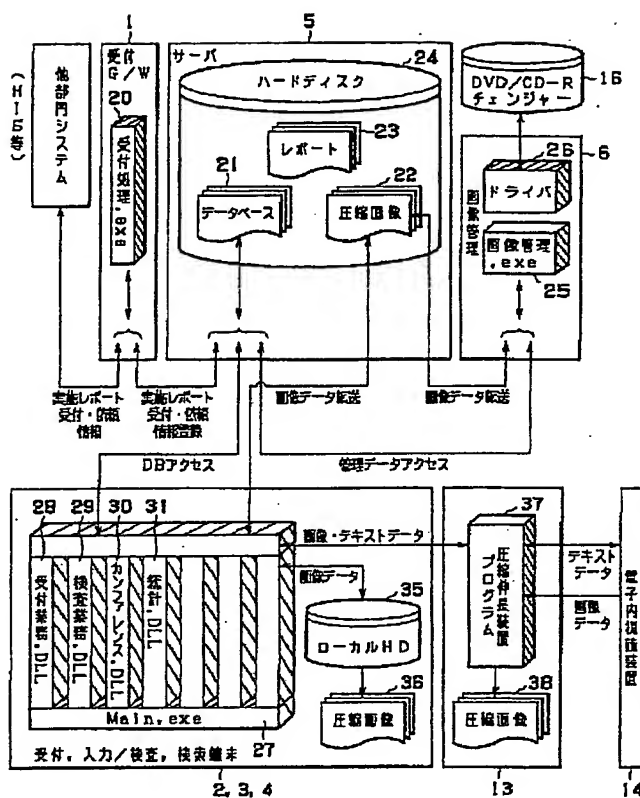 1
5
受付
G/W
サーバ
24
ハードディスク
DVD/CD-R
チェンジャー
16
(HIS等)
他部門システム
20
受付処理.exe
23
レポート
21
データベース
22
圧縮画像
26
6
ドライバ
画像管理
画像管理
.exe
25
実施レポート
受付・依頼
情報
実施レポート
受付・依頼
情報登録
画像データ転送
画像データ転送
DBアクセス
管理データアクセス
28
29
30
31
受付業務.DLL
検査業務.DLL
カンファレンス.DLL
統計.DLL
Main.exe
27
画像・テキストデータ
画像データ
35
ローカルHD
36
圧縮画像
受付,入力/検査,検索端末
2,3,4
37
圧縮伸長装置
プログラム
38
圧縮画像
13
テキスト
データ
画像
データ
電子内視鏡装置
14